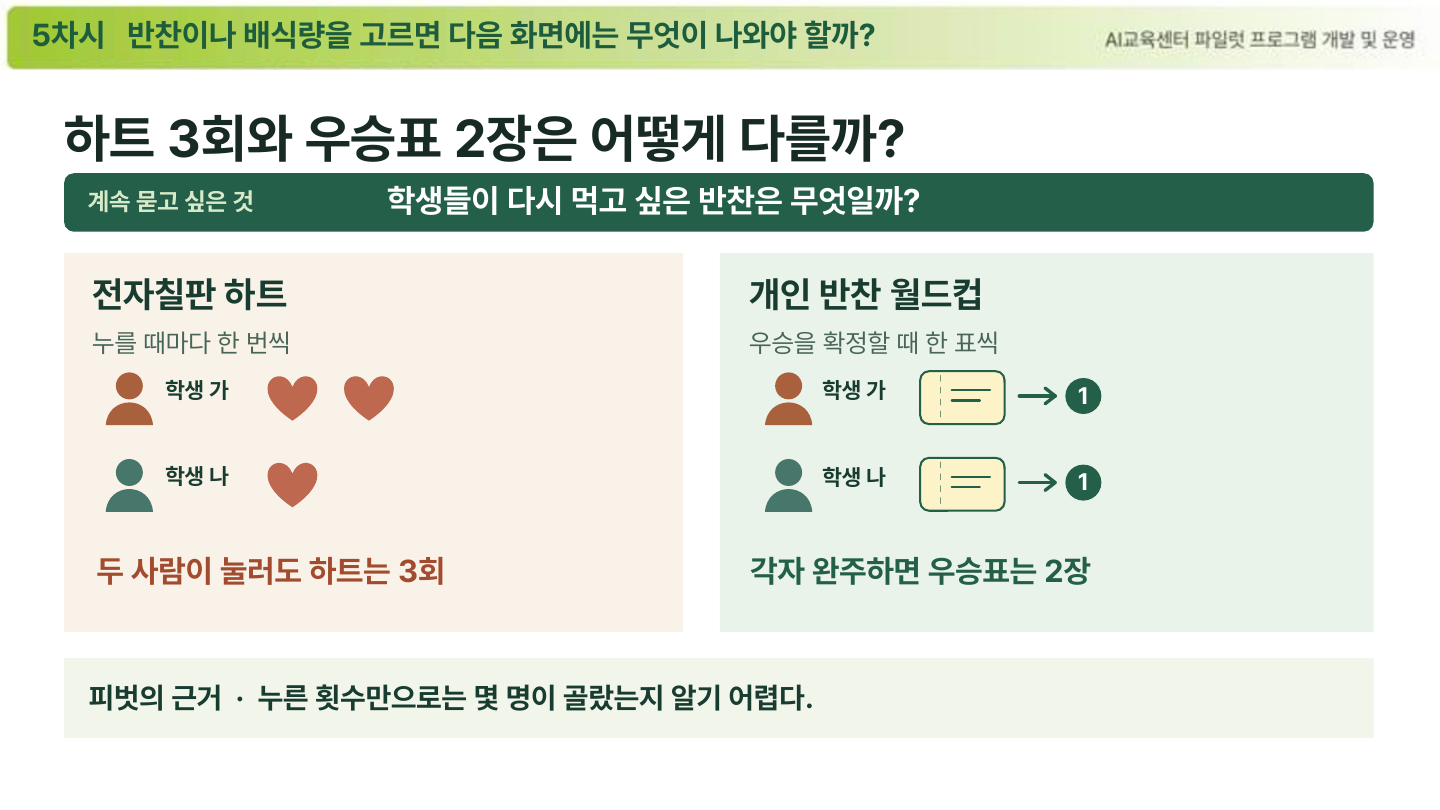 5차시 반찬이나 배식량을 고르면 다음 화면에는 무엇이 나와야 할까?
AI교육센터 파일럿 프로그램 개발 및 운영
하트 3회와 우승표 2장은 어떻게 다를까?
계속 묻고 싶은 것 학생들이 다시 먹고 싶은 반찬은 무엇일까?
전자칠판 하트
누를 때마다 한 번씩
학생 가
학생 나
두 사람이 눌러도 하트는 3회
개인 반찬 월드컵
우승을 확정할 때 한 표씩
학생 가 1
학생 나 1
각자 완주하면 우승표는 2장
피벗의 근거 · 누른 횟수만으로는 몇 명이 골랐는지 알기 어렵다.